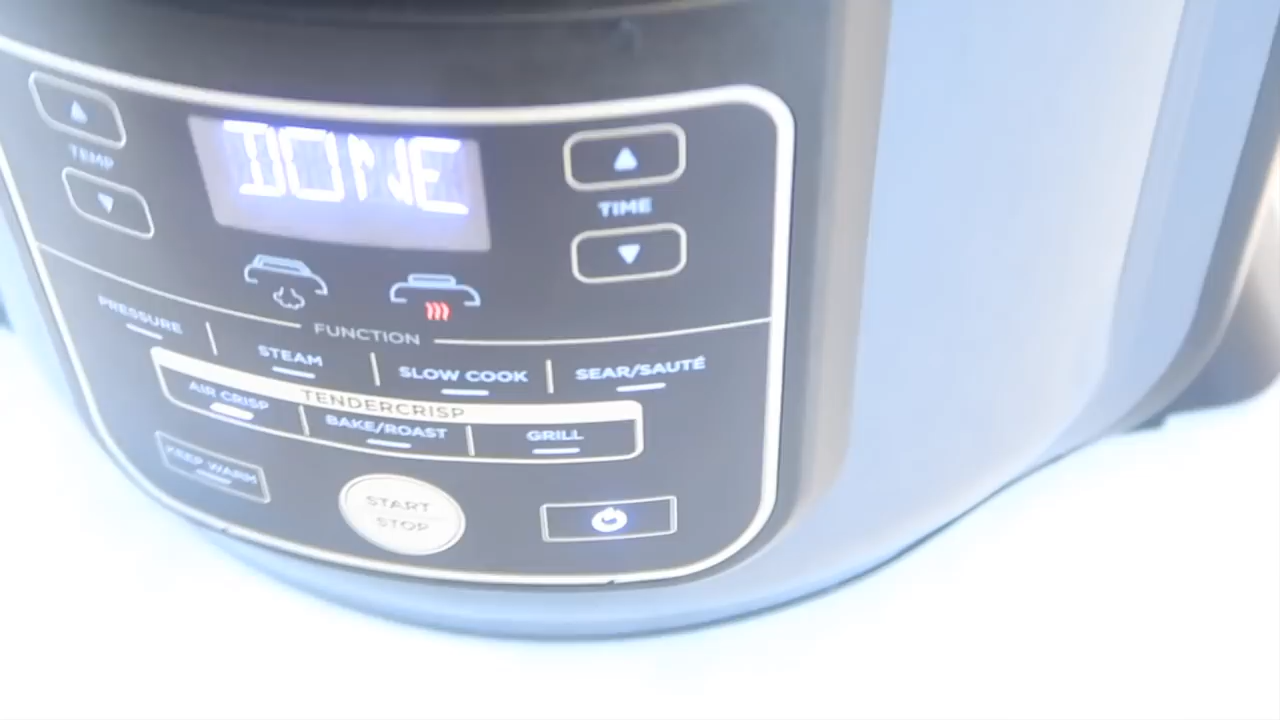 DONE
TEMP
TIME
FUNCTION
PRESSURE
STEAM
SLOW COOK
SEAR/SAUTÉ
TENDERCRISP
AIR CRISP
BAKE/ROAST
GRILL
KEEP WARM
START
STOP